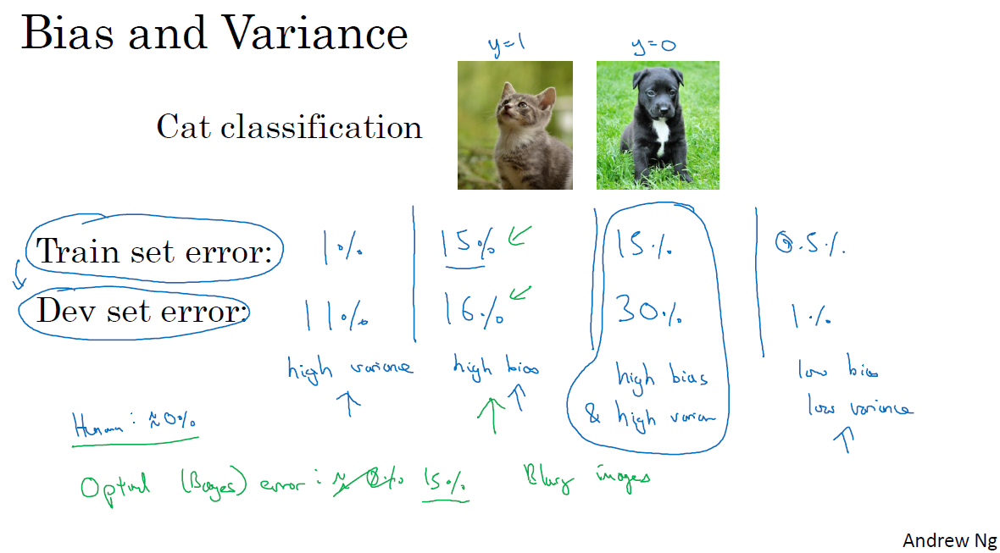 Bias and Variance
y=1 y=0
Cat classification
Train set error: 1% 15% 15% 0.5%
Dev set error: 11% 16% 30% 1%
high variance high bias high bias low bias
& high varian low variance
Human: ≈0%
Optml (Bayes) error: ≈0% 15% Blurry images
Andrew Ng